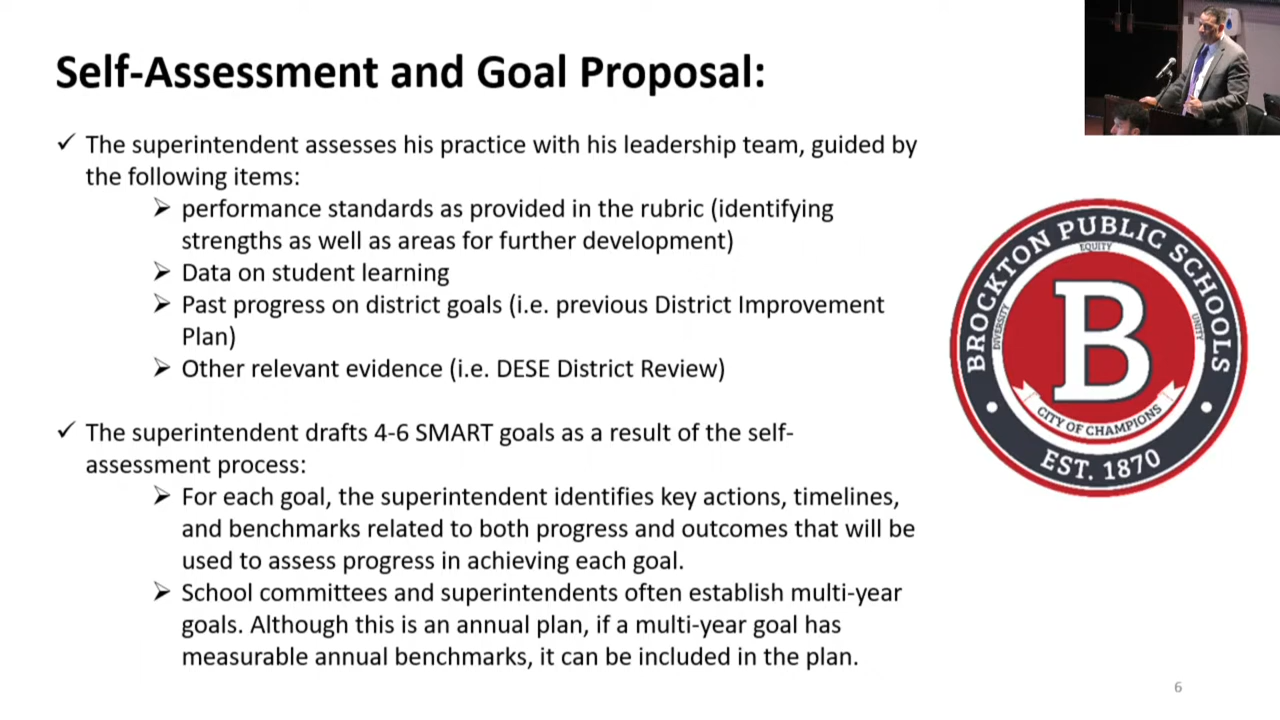 Self-Assessment and Goal Proposal:
✓ The superintendent assesses his practice with his leadership team, guided by
the following items:
➢ performance standards as provided in the rubric (identifying
strengths as well as areas for further development)
➢ Data on student learning
➢ Past progress on district goals (i.e. previous District Improvement
Plan)
➢ Other relevant evidence (i.e. DESE District Review)
✓ The superintendent drafts 4-6 SMART goals as a result of the self-
assessment process:
➢ For each goal, the superintendent identifies key actions, timelines,
and benchmarks related to both progress and outcomes that will be
used to assess progress in achieving each goal.
➢ School committees and superintendents often establish multi-year
goals. Although this is an annual plan, if a multi-year goal has
measurable annual benchmarks, it can be included in the plan.
BROCKTON PUBLIC SCHOOLS
EQUITY
DIVERSITY
UNITY
B
CITY OF CHAMPIONS
EST. 1870
6